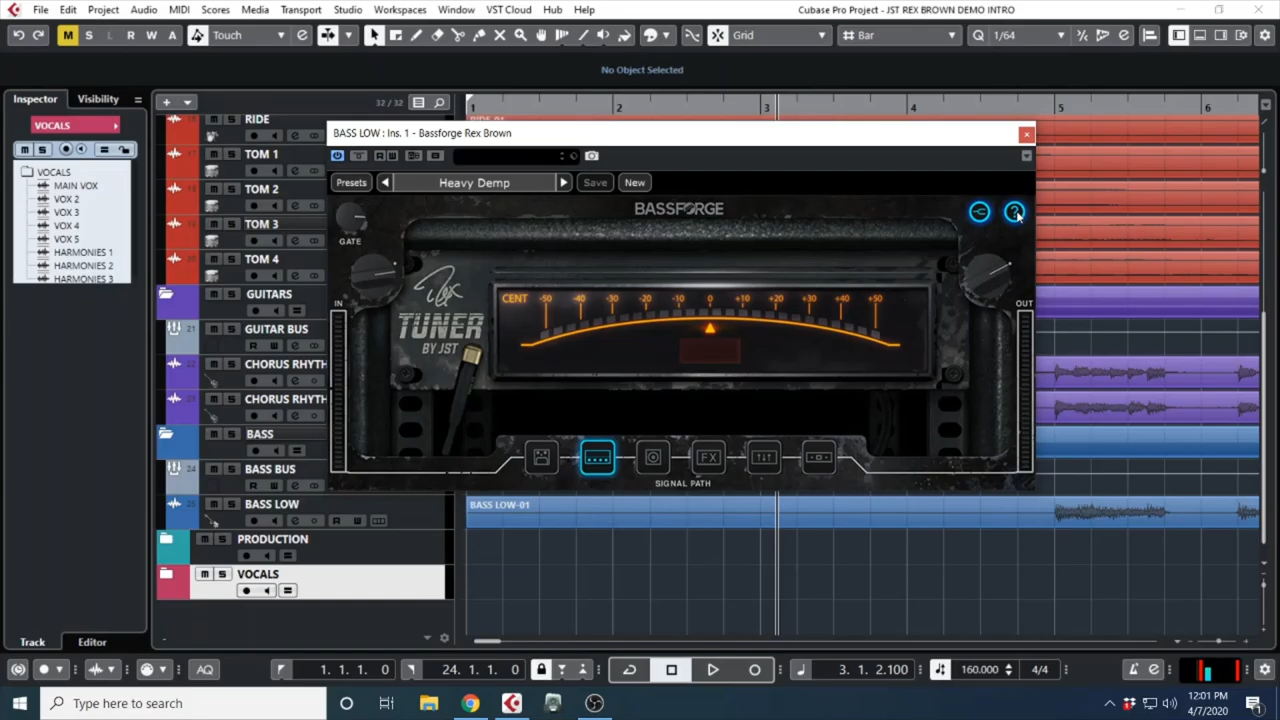 File Edit Project Audio MIDI Scores Media Transport Studio Workspaces Window VST Cloud Hub Help Cubase Pro Project - JST REX BROWN DEMO INTRO
M S L R W A Touch Grid Bar Q 1/64
No Object Selected
Inspector Visibility
32 / 32
1 2 3 4 5 6
VOCALS
VOCALS
MAIN VOX
VOX 2
VOX 3
VOX 4
VOX 5
HARMONIES 1
HARMONIES 2
HARMONIES 3
RIDE
TOM 1
TOM 2
TOM 3
TOM 4
GUITARS
21 GUITAR BUS
CHORUS RHYTH
CHORUS RHYTH
BASS
24 BASS BUS
25 BASS LOW
PRODUCTION
VOCALS
BASS LOW : Ins. 1 - Bassforge Rex Brown
Presets Heavy Demp Save New
BASSFORGE
?
GATE
IN
OUT
Rex
TUNER
BY JST
CENT -50 -40 -30 -20 -10 0 +10 +20 +30 +40 +50
FX
SIGNAL PATH
BASS LOW-01
Track Editor
AQ 1. 1. 1. 0 24. 1. 1. 0 3. 1. 2.100 160.000 4/4
Type here to search
12:01 PM
4/7/2020